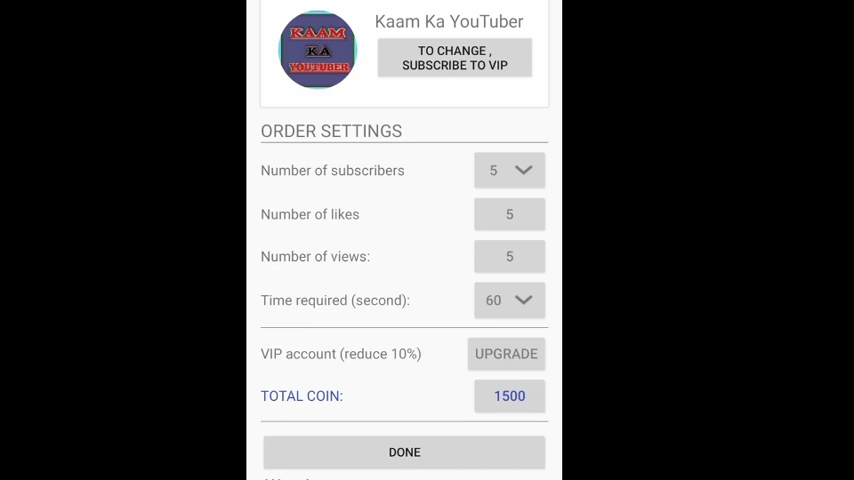 KAAM
KA
YOUTUBER
Kaam Ka YouTuber
TO CHANGE ,
SUBSCRIBE TO VIP
ORDER SETTINGS
Number of subscribers 5
Number of likes 5
Number of views: 5
Time required (second): 60
VIP account (reduce 10%) UPGRADE
TOTAL COIN: 1500
DONE